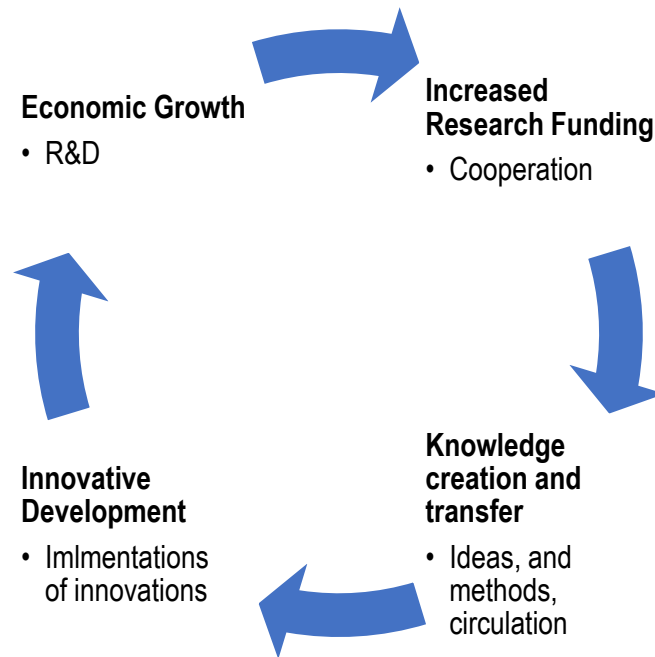 Economic Growth
• R&D
Increased
Research Funding
• Cooperation
Knowledge
creation and
transfer
• Ideas, and
methods,
circulation
Innovative
Development
• Imlmentations
of innovations